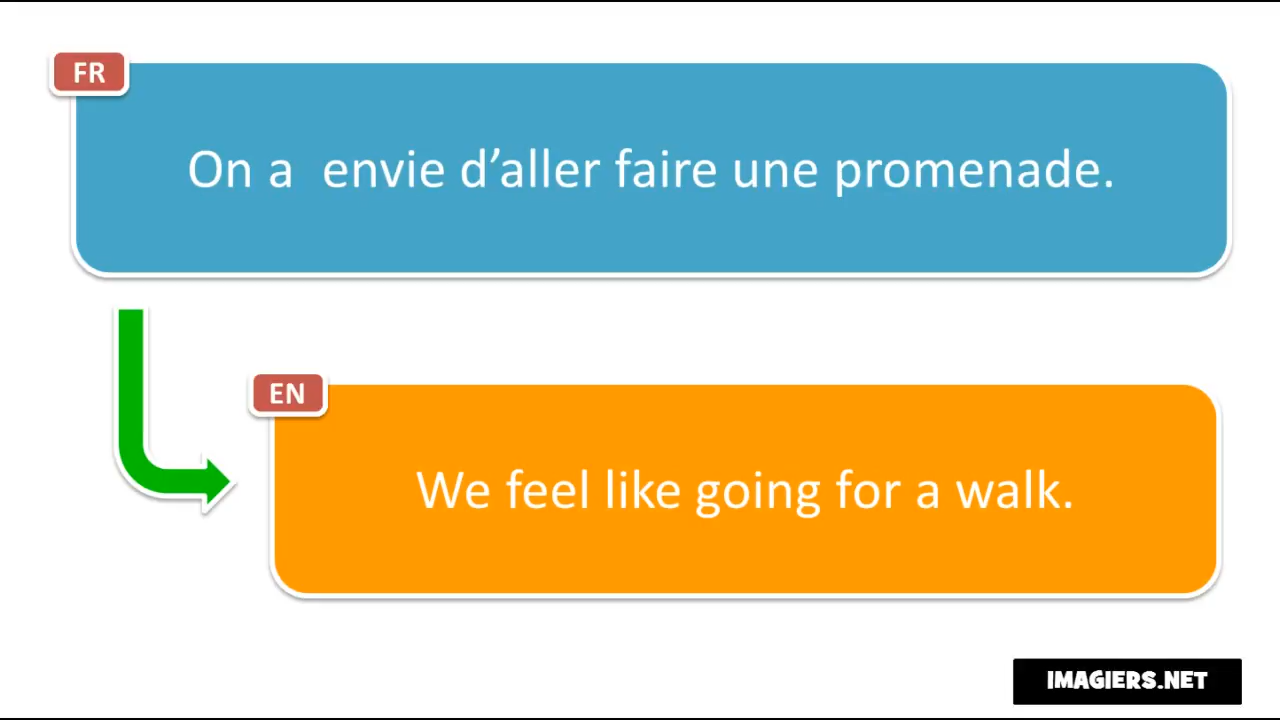 FR
On a  envie d’aller faire une promenade.
EN
We feel like going for a walk.
IMAGIERS.NET